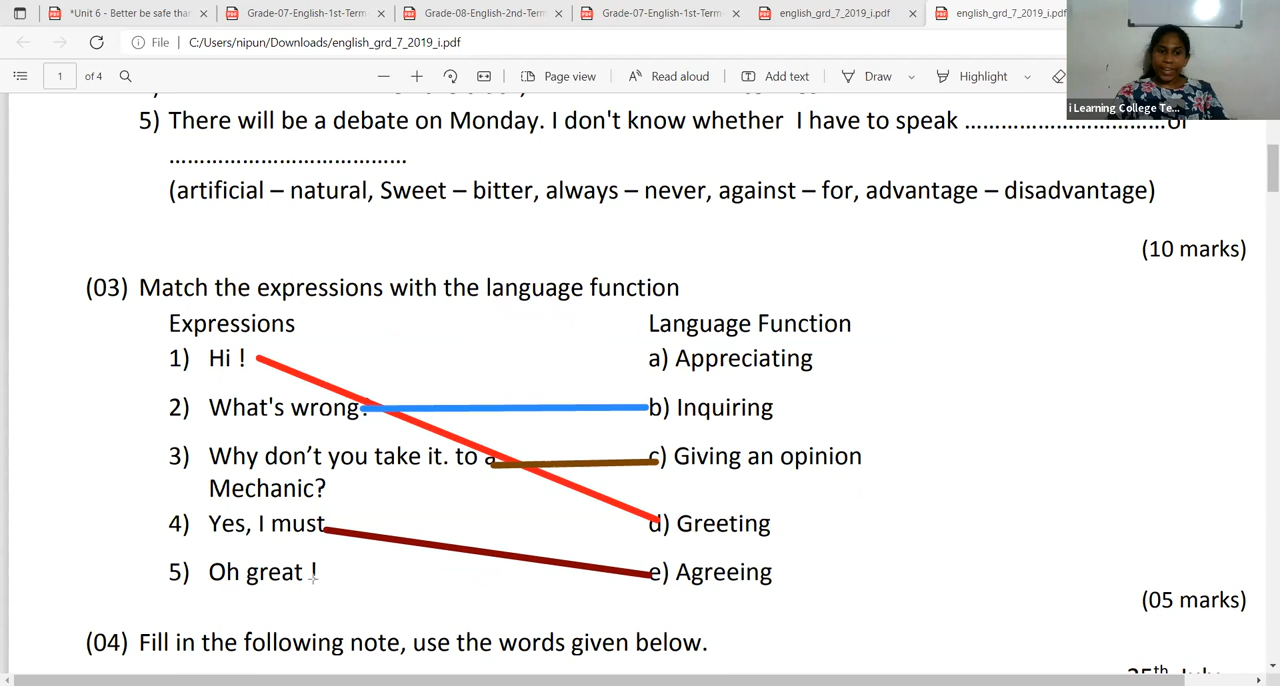 *Unit 6 - Better be safe than
Grade-07-English-1st-Term
Grade-08-English-2nd-Term
Grade-07-English-1st-Term
english_grd_7_2019_i.pdf
english_grd_7_2019_i.pdf
File | C:/Users/nipun/Downloads/english_grd_7_2019_i.pdf
1 of 4 Page view Read aloud Add text Draw Highlight
i Learning College Te...
5) There will be a debate on Monday. I don't know whether I have to speak ……………………………or
…………………………………
(artificial – natural, Sweet – bitter, always – never, against – for, advantage – disadvantage)
(10 marks)
(03) Match the expressions with the language function
Expressions Language Function
1) Hi ! a) Appreciating
2) What's wrong? b) Inquiring
3) Why don’t you take it. to a c) Giving an opinion
Mechanic?
4) Yes, I must d) Greeting
5) Oh great ! e) Agreeing
(05 marks)
(04) Fill in the following note, use the words given below.